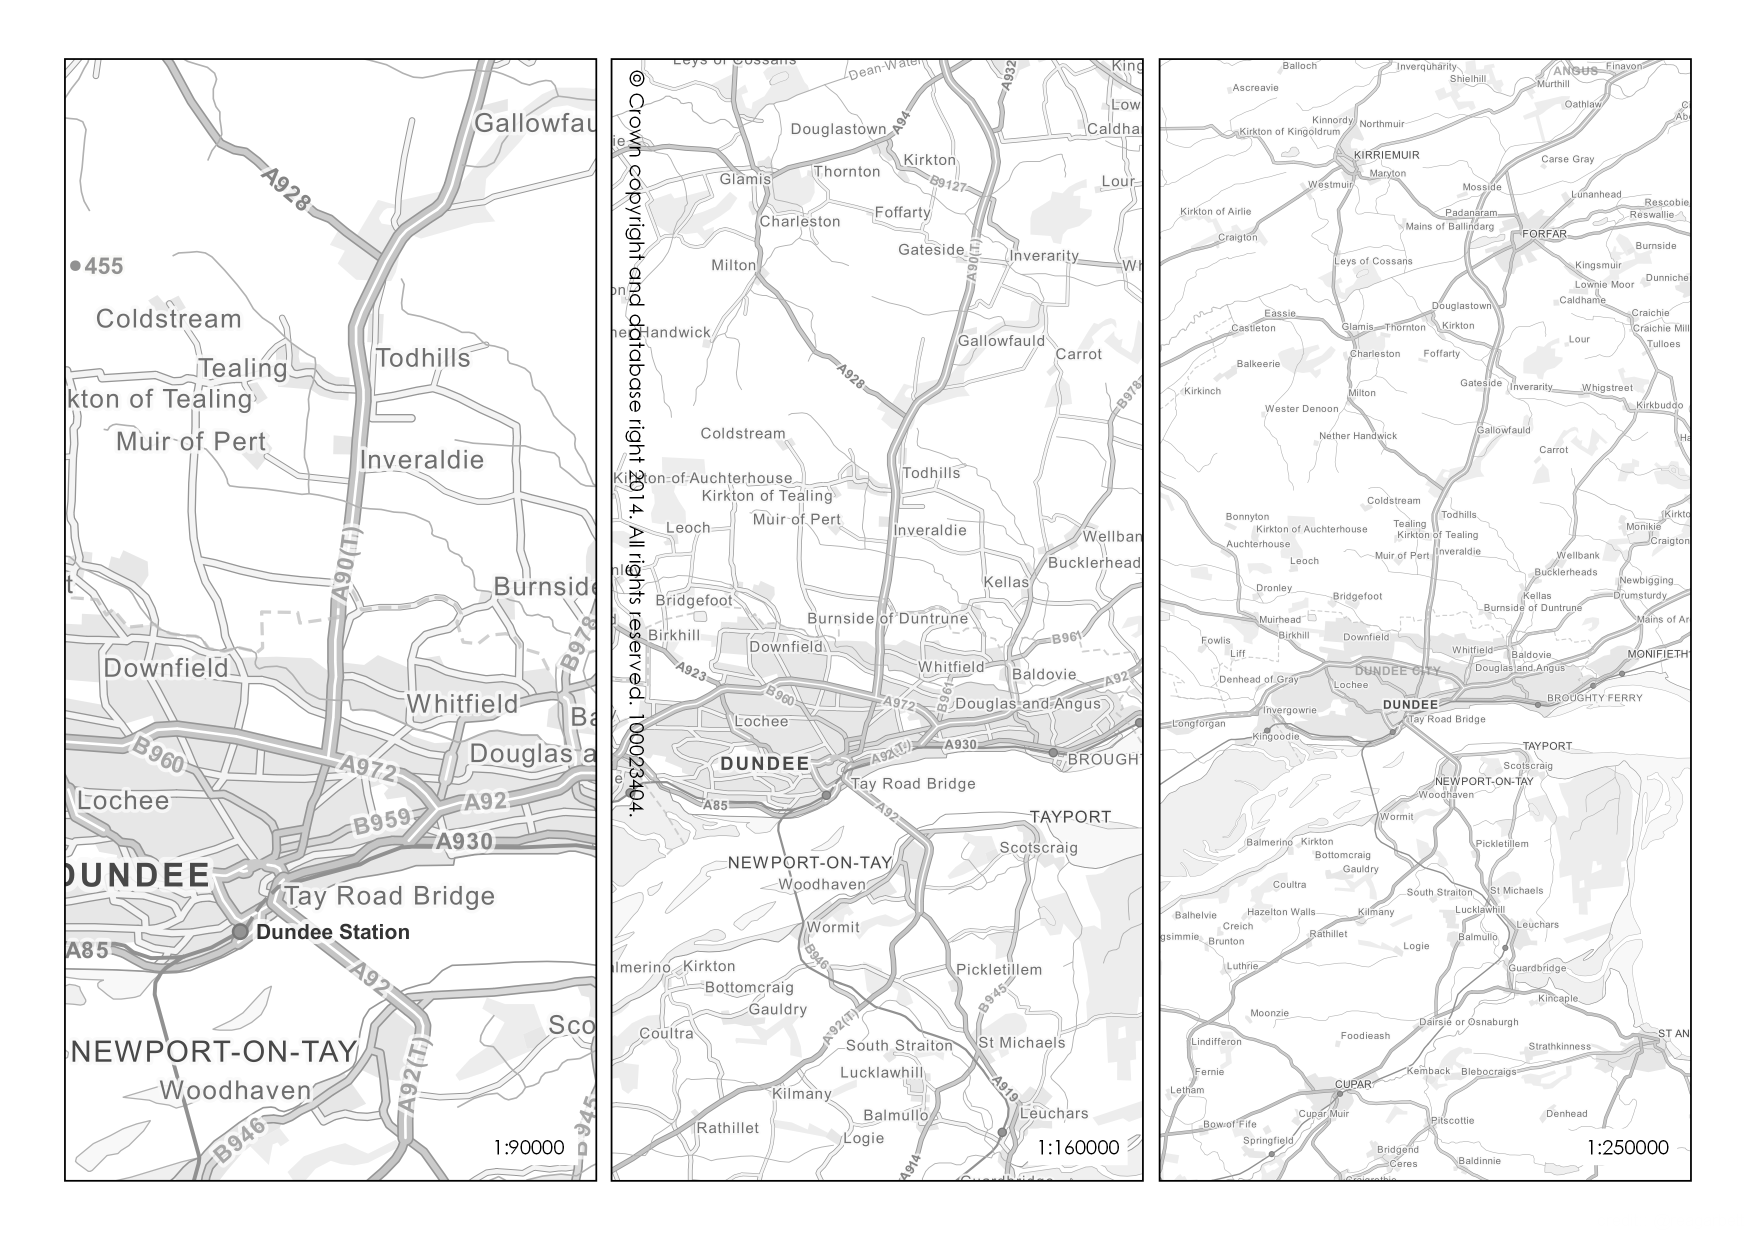 Gallowfau
A928
455
Coldstream
Todhills
Tealing
kton of Tealing
Muir of Pert
Inveraldie
A90(T)
Burnside
B978
Downfield
Whitfield
Ba
B960
A972
Douglas a
Lochee
A92
B959
A930
DUNDEE
Tay Road Bridge
Dundee Station
A85
A92
Sco
NEWPORT-ON-TAY
A92(T)
Woodhaven
B946
B945
1:90000
© Crown copyright and database right 2014. All rights reserved. 100023404.
Leys of Cossans
Dean-Water
A932
King
Low
Douglastown
A94
Caldha
Kirkton
Thornton
Glamis
B9127
Lour
Foffarty
Charleston
Gateside
A90(T)
Inverarity
Wh
Milton
her Handwick
Gallowfauld
Carrot
A928
B978
Coldstream
Todhills
Kirkton of Auchterhouse
Kirkton of Tealing
Muir of Pert
Leoch
Inveraldie
Wellban
Bucklerhead
Kellas
Bridgefoot
Burnside of Duntrune
Birkhill
Downfield
B961
Whitfield
A923
Baldovie
A92
B960
B961
A972
Douglas and Angus
Lochee
A92(T)
A930
DUNDEE
BROUGHT
Tay Road Bridge
A85
A92
TAYPORT
Scotscraig
NEWPORT-ON-TAY
Woodhaven
Wormit
B946
almerino
Kirkton
Pickletillem
Bottomcraig
B945
Gauldry
A92(T)
Coultra
South Straiton
St Michaels
Lucklawhill
A919
Kilmany
Balmullo
Leuchars
Rathillet
Logie
A914
Guardbridge
1:160000
Balloch
Inverquharity
ANGUS
Finavon
Shielhill
Murthill
Ascreavie
Oathlaw
Kinnordy
Northmuir
Kirkton of Kingoldrum
KIRRIEMUIR
Carse Gray
Maryton
Westmuir
Mosside
Lunanhead
Rescobie
Reswallie
Kirkton of Airlie
Padanaram
Mains of Ballindarg
FORFAR
Craigton
Burnside
Leys of Cossans
Kingsmuir
Dunniche
Lownie Moor
Caldhame
Douglastown
Eassie
Craichie
Castleton
Glamis
Thornton
Kirkton
Craichie Mill
Lour
Tulloes
Charleston
Foffarty
Balkeerie
Gateside
Inverarity
Whigstreet
Kirkinch
Milton
Wester Denoon
Kirkbuddo
Nether Handwick
Gallowfauld
Ha
Carrot
Coldstream
Bonnyton
Todhills
Kirkto
Kirkton of Auchterhouse
Tealing
Kirkton of Tealing
Monikie
Auchterhouse
Craigton
Muir of Pert
Inveraldie
Wellbank
Leoch
Bucklerheads
Newbigging
Dronley
Bridgefoot
Kellas
Drumsturdy
Burnside of Duntrune
Muirhead
Mains of Ar
Birkhill
Downfield
Fowlis
Liff
Whitfield
Baldovie
MONIFIETH
DUNDEE CITY
Douglas and Angus
Denhead of Gray
Lochee
BROUGHTY FERRY
DUNDEE
Invergowrie
Tay Road Bridge
Longforgan
Kingoodie
TAYPORT
Scotscraig
NEWPORT-ON-TAY
Woodhaven
Wormit
Balmerino
Kirkton
Pickletillem
Bottomcraig
Gauldry
Coultra
South Straiton
St Michaels
Hazelton Walls
Kilmany
Lucklawhill
Balhelvie
Creich
Leuchars
gsimmie
Brunton
Rathillet
Balmullo
Logie
Luthrie
Guardbridge
Kincaple
Moonzie
Dairsie or Osnaburgh
Foodieash
ST AN
Lindifferon
Strathkinness
Fernie
Kemback
Blebocraigs
CUPAR
Letham
Cupar Muir
Denhead
Bow of Fife
Pitscottie
Springfield
Bridgend
Ceres
Baldinnie
Craigrothie
1:250000